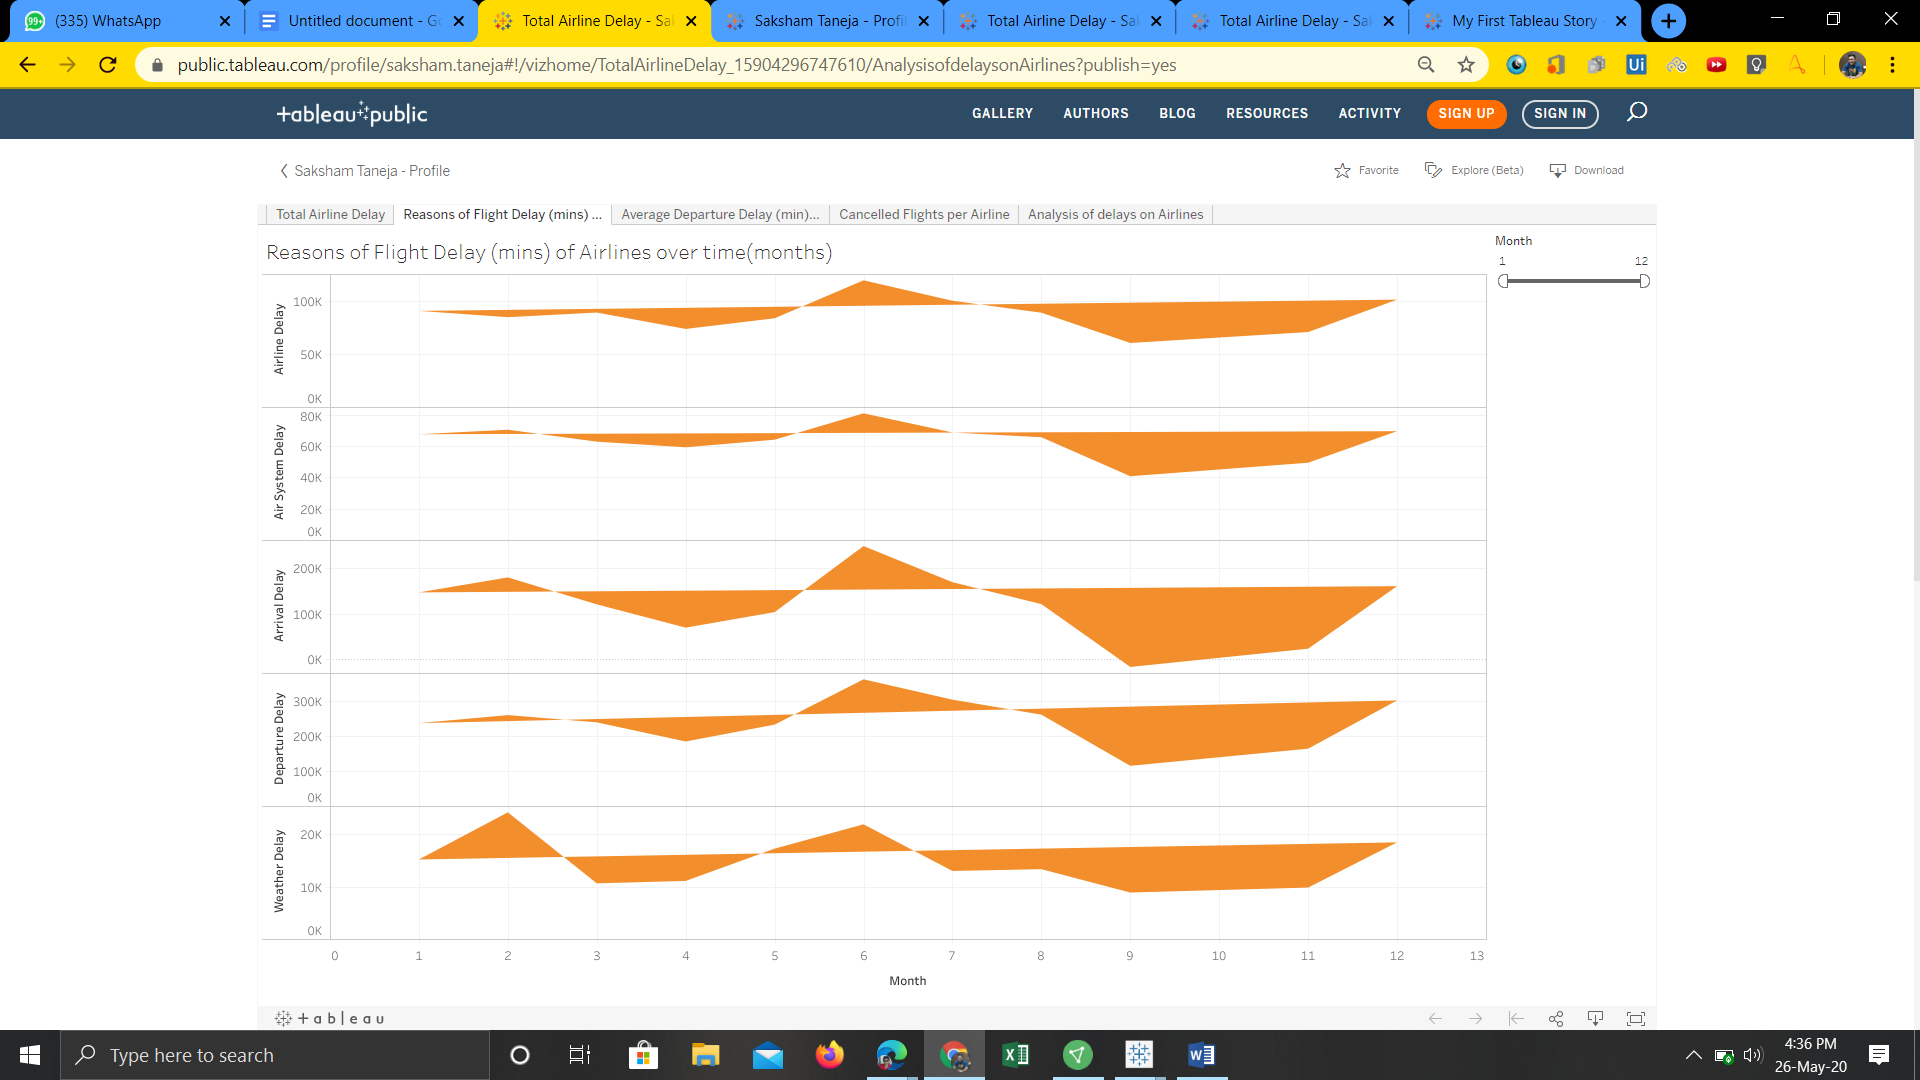 (335) WhatsApp
Untitled document - Go
Total Airline Delay - Sak
Saksham Taneja - Profil
Total Airline Delay - Sak
Total Airline Delay - Sak
My First Tableau Story -
public.tableau.com/profile/saksham.taneja#!/vizhome/TotalAirlineDelay_15904296747610/AnalysisofdelaysonAirlines?publish=yes
+ableau public
GALLERY AUTHORS BLOG RESOURCES ACTIVITY SIGN UP SIGN IN
Saksham Taneja - Profile
Favorite Explore (Beta) Download
Total Airline Delay Reasons of Flight Delay (mins) ... Average Departure Delay (min)... Cancelled Flights per Airline Analysis of delays on Airlines
Reasons of Flight Delay (mins) of Airlines over time(months)
Month
1 12
Airline Delay
100K
50K
0K
Air System Delay
80K
60K
40K
20K
0K
Arrival Delay
200K
100K
0K
Departure Delay
300K
200K
100K
0K
Weather Delay
20K
10K
0K
0 1 2 3 4 5 6 7 8 9 10 11 12 13
Month
+ a b | e a u
Type here to search
4:36 PM
26-May-20